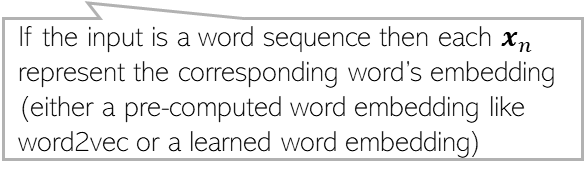 If the input is a word sequence then each 𝒙ₙ
represent the corresponding word's embedding
(either a pre-computed word embedding like
word2vec or a learned word embedding)